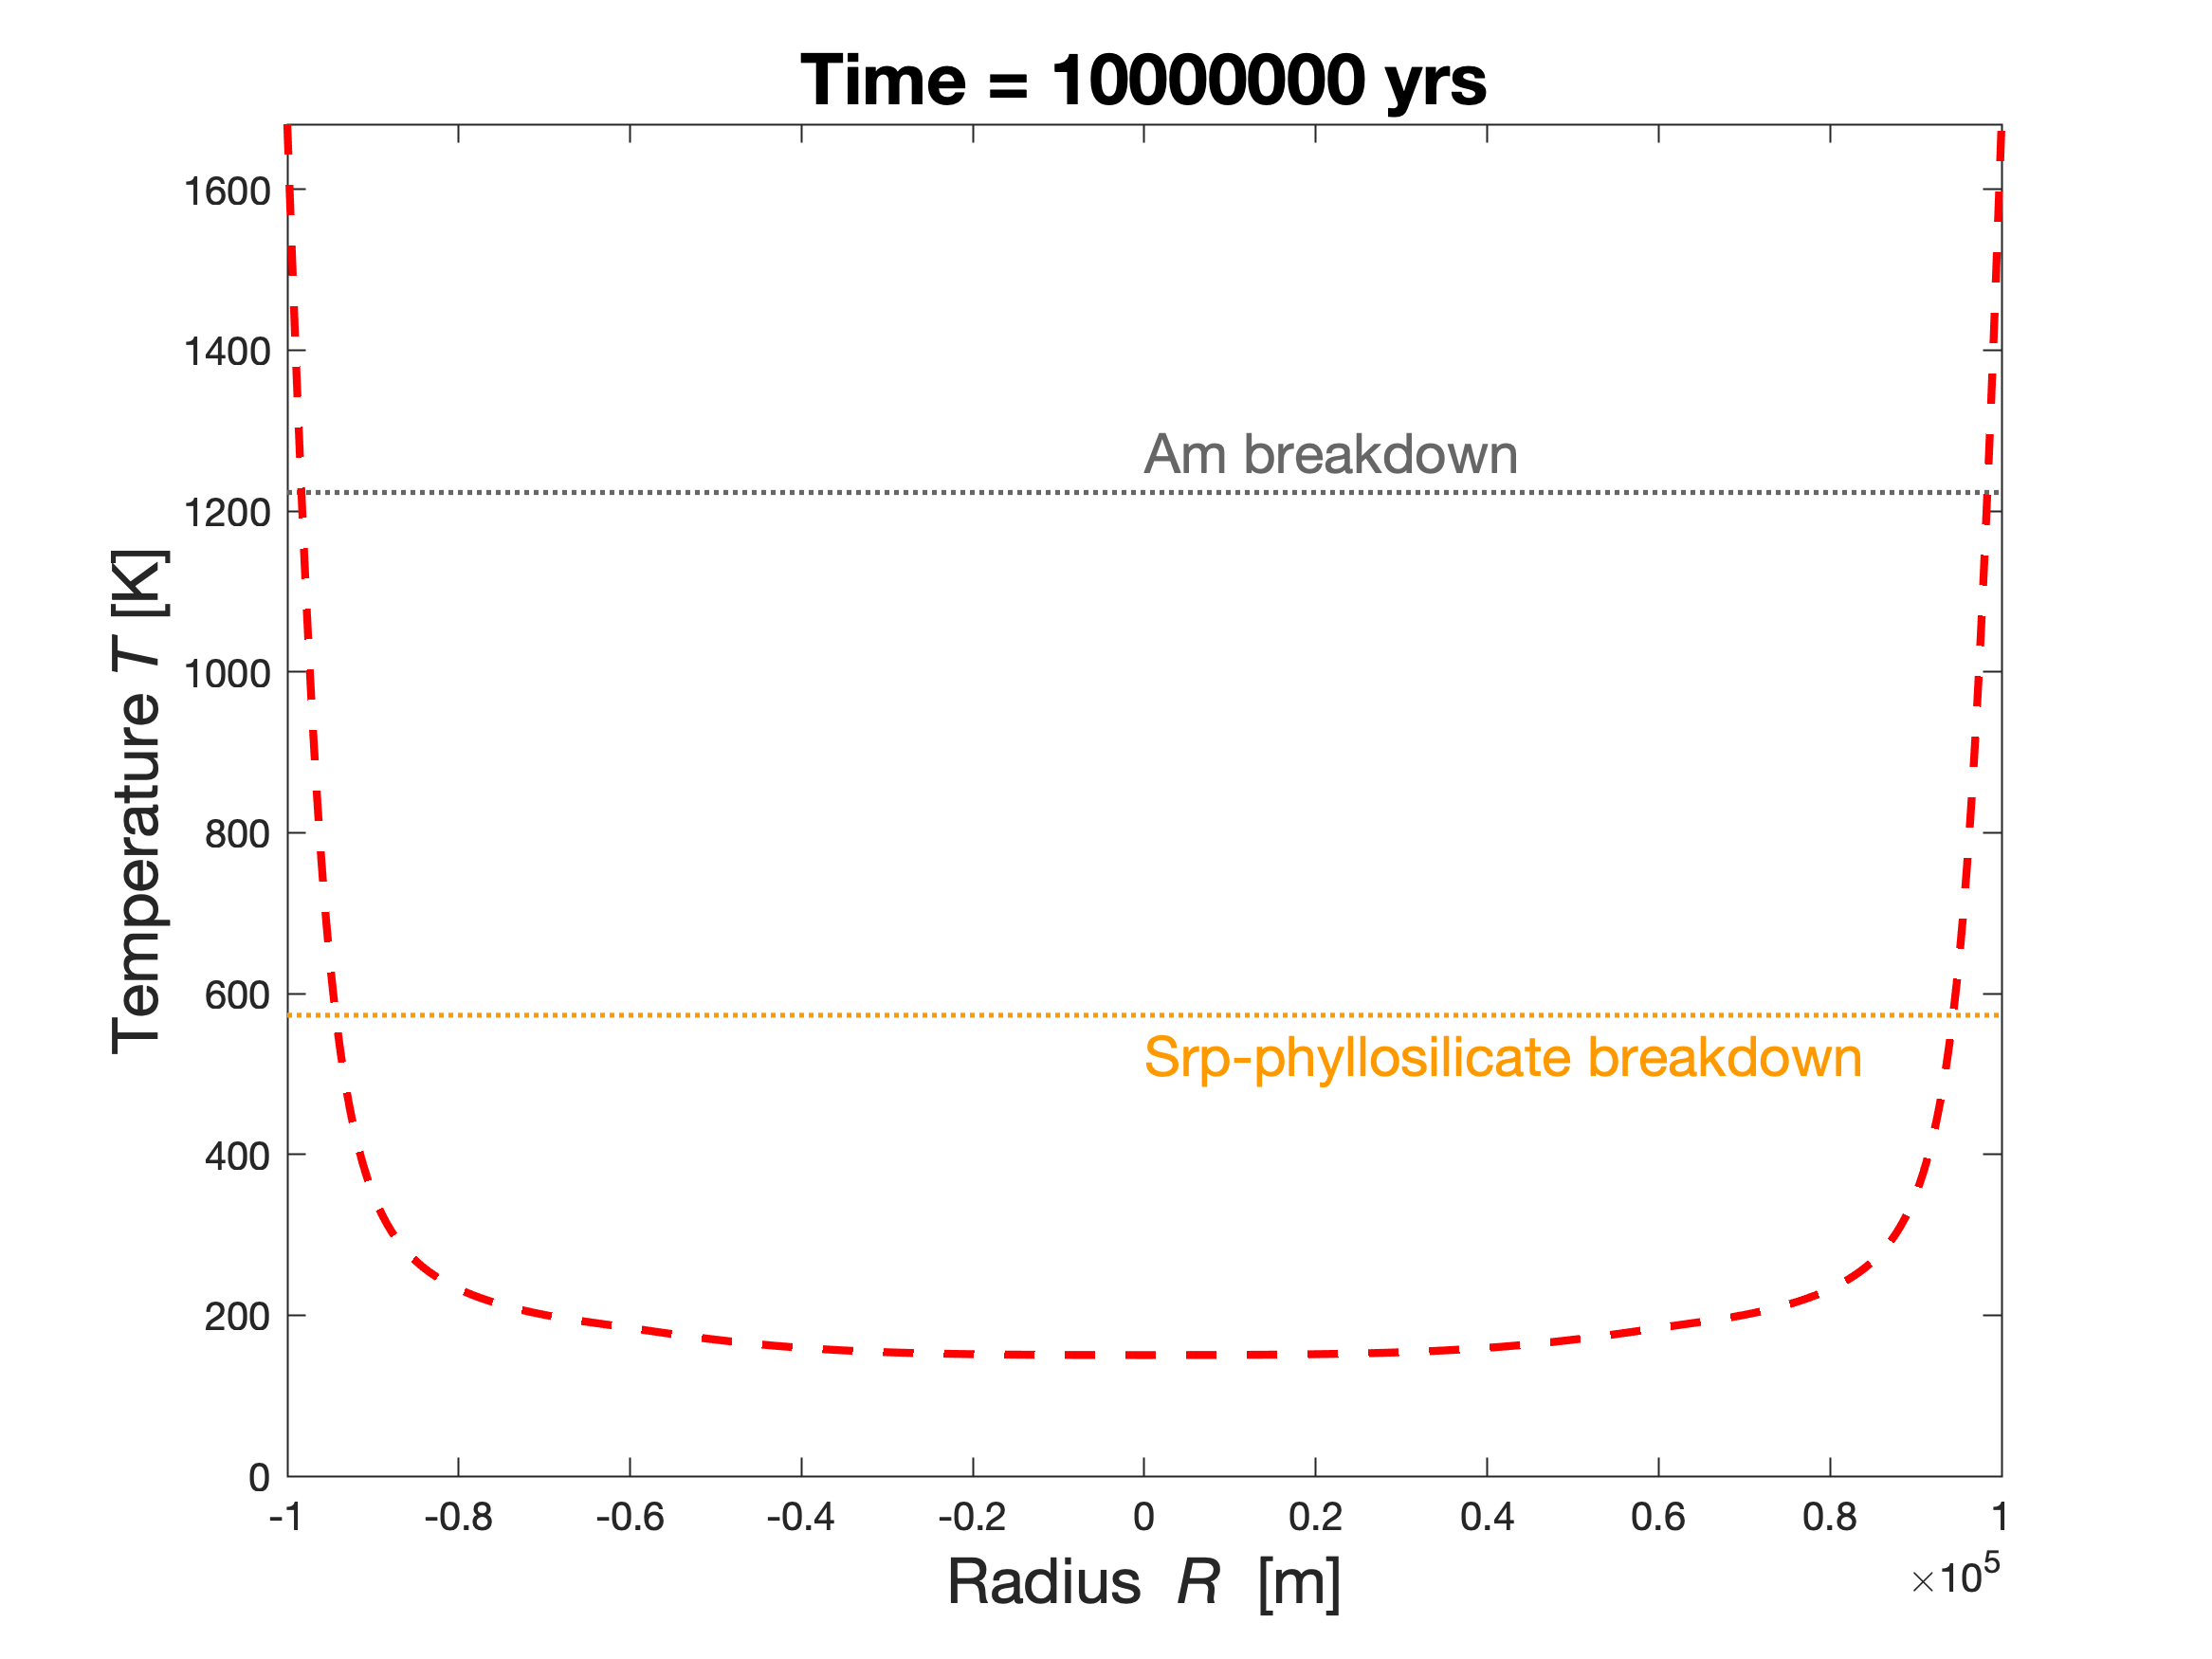 Time = 10000000 yrs
1600
1400
1200
1000
800
600
400
200
0
Temperature T [K]
Am breakdown
Srp-phyllosilicate breakdown
-1 -0.8 -0.6 -0.4 -0.2 0 0.2 0.4 0.6 0.8 1
×10⁵
Radius R [m]